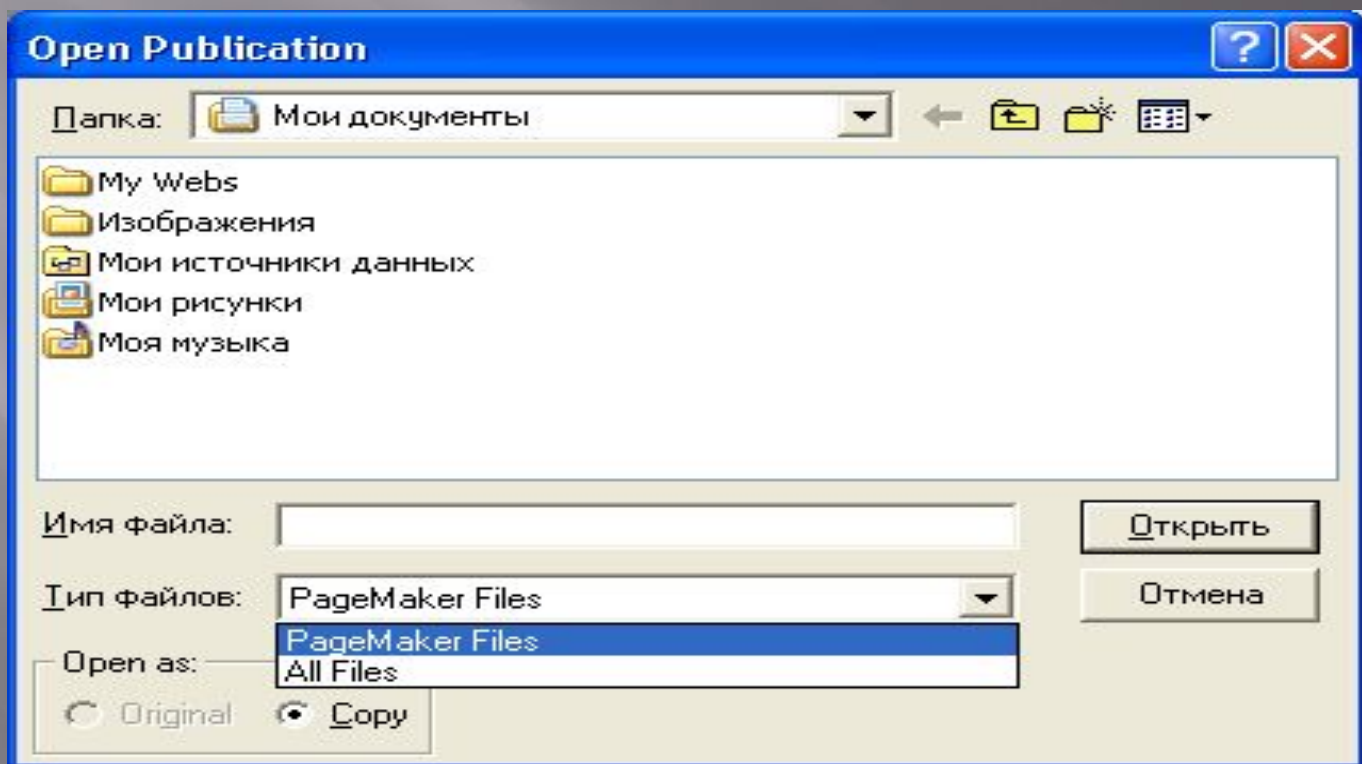 Open Publication
Папка: Мои документы
My Webs
Изображения
Мои источники данных
Мои рисунки
Моя музыка
Имя файла: Открыть
Тип файлов: PageMaker Files Отмена
PageMaker Files
All Files
Open as:
Original Copy